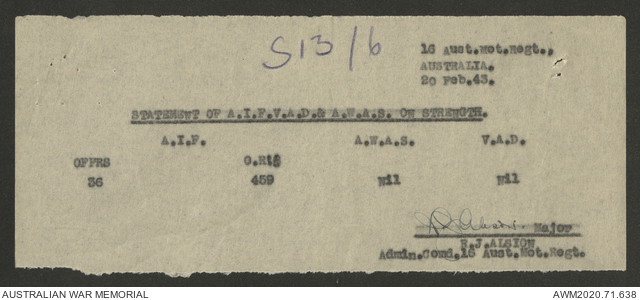 S13/6
16 Aust.Mot.Regt.,
AUSTRALIA.
20 Feb.43.
STATEMENT OF A.I.F.V.A.D.& A.W.A.S. ON STRENGTH.
A.I.F. A.W.A.S. V.A.D.
OFFRS O.Rts
36 459 Nil Nil
Major
R.J.ALSION
Admin.Comd.16 Aust.Mot.Regt.
AUSTRALIAN WAR MEMORIAL
AWM2020.71.638